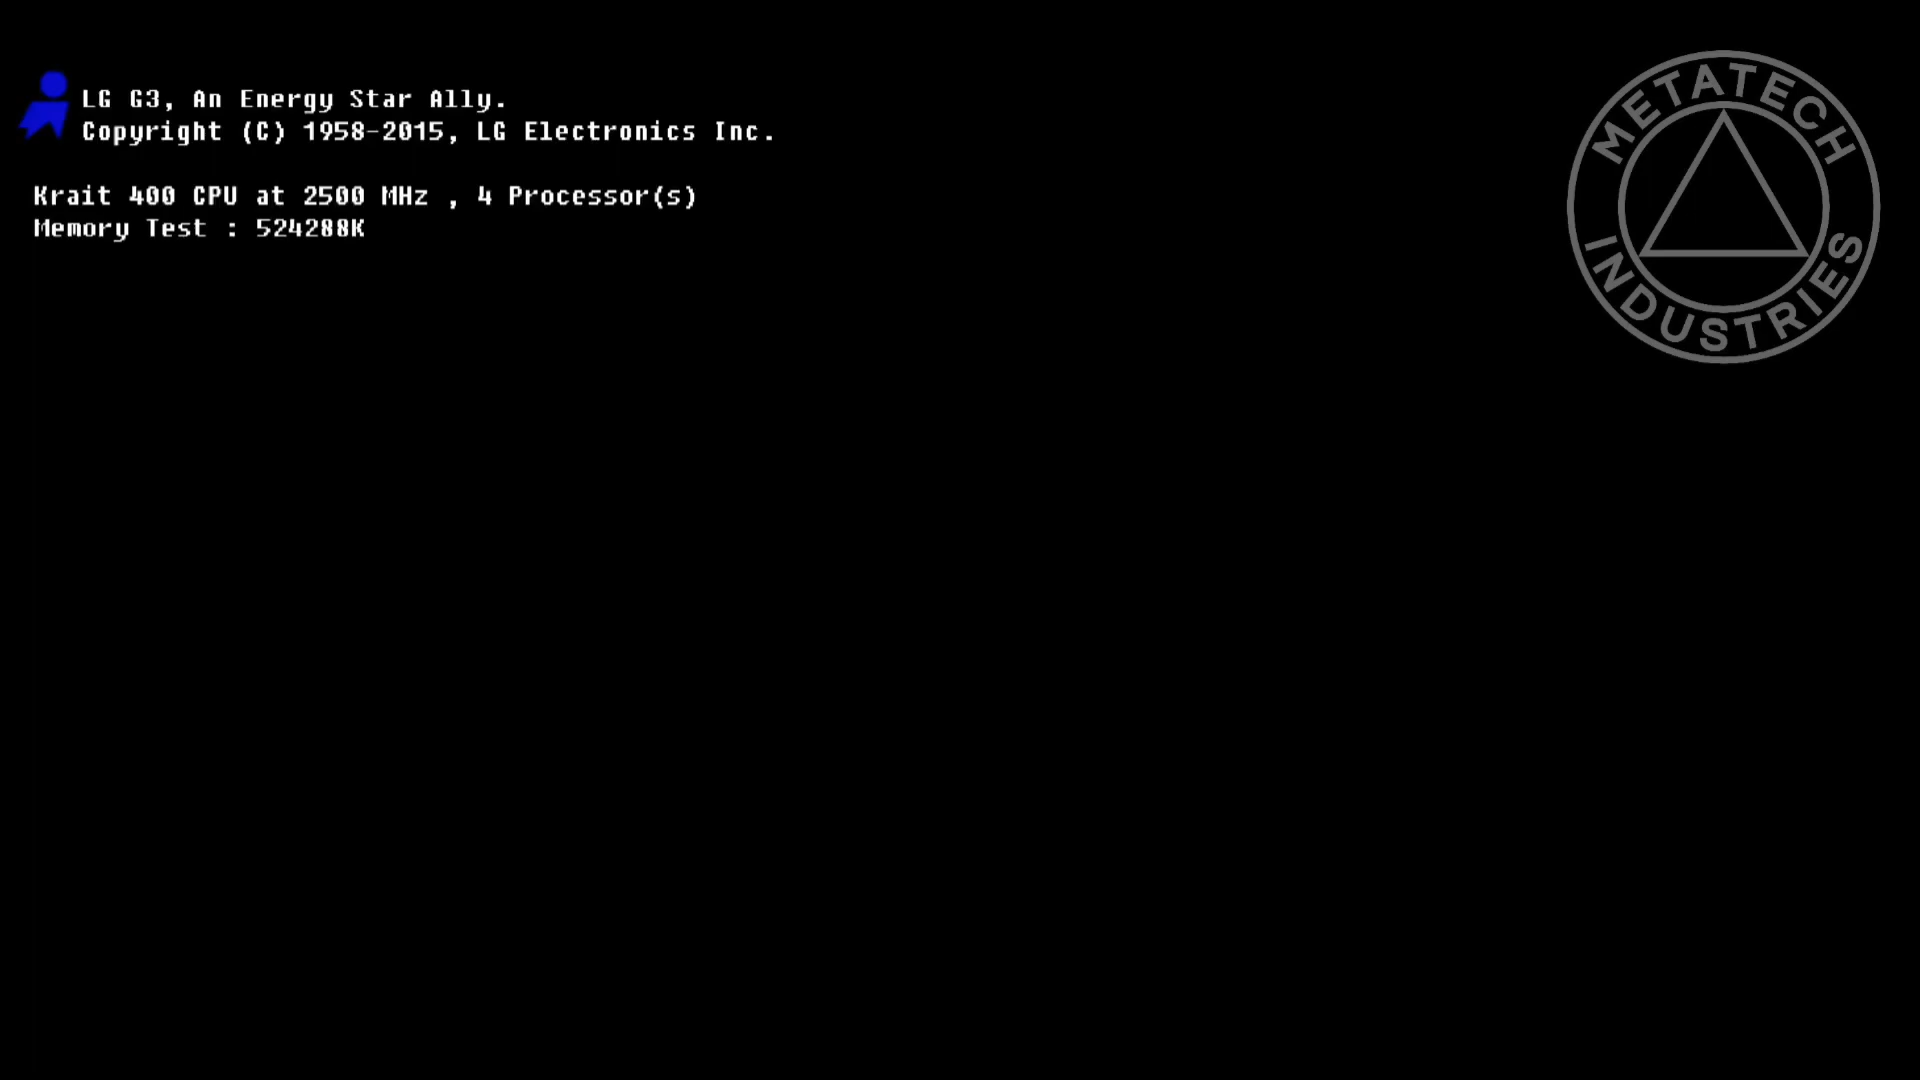 LG G3, An Energy Star Ally.
Copyright (C) 1958-2015, LG Electronics Inc.
Krait 400 CPU at 2500 MHz , 4 Processor(s)
Memory Test : 524288K
METATECH
INDUSTRIES